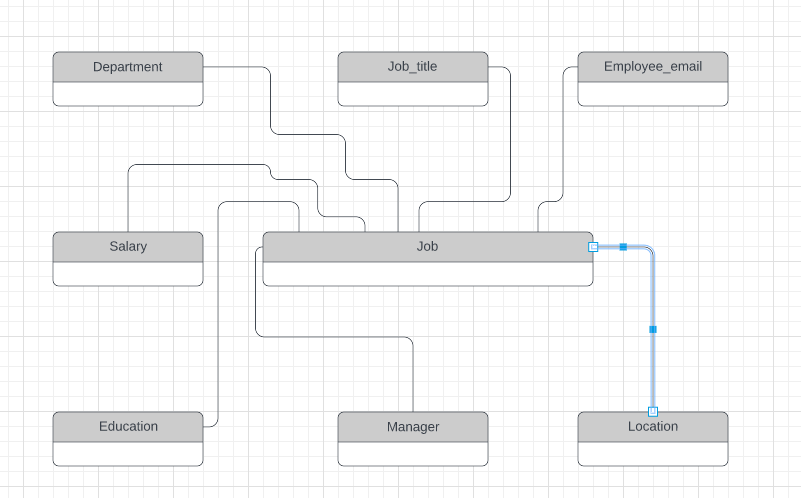 Department
Job_title
Employee_email
Salary
Job
Education
Manager
Location